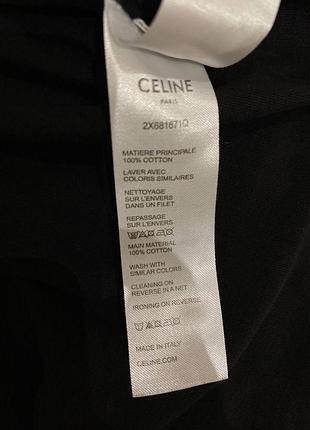 CELINE
PARIS
2X681671Q
MATIERE PRINCIPALE
100% COTTON
LAVER AVEC
COLORIS SIMILAIRES
NETTOYAGE
SUR L'ENVERS
DANS UN FILET
REPASSAGE
SUR L'ENVERS
MAIN MATERIAL
100% COTTON
WASH WITH
SIMILAR COLORS
CLEANING ON
REVERSE IN A NET
IRONING ON REVERSE
MADE IN ITALY
CELINE.COM